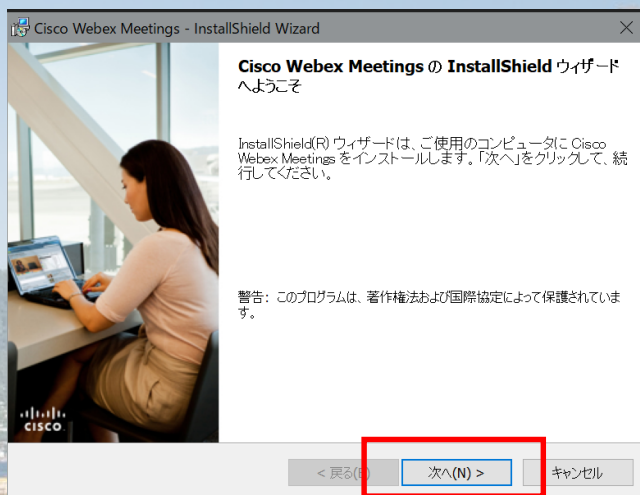 Cisco Webex Meetings - InstallShield Wizard
Cisco Webex Meetings の InstallShield ウィザード
へようこそ
InstallShield(R) ウィザードは、ご使用のコンピュータに Cisco
Webex Meetings をインストールします。「次へ」をクリックして、続
行してください。
警告: このプログラムは、著作権法および国際協定によって保護されていま
す。
CISCO
< 戻る(B) 次へ(N) > キャンセル